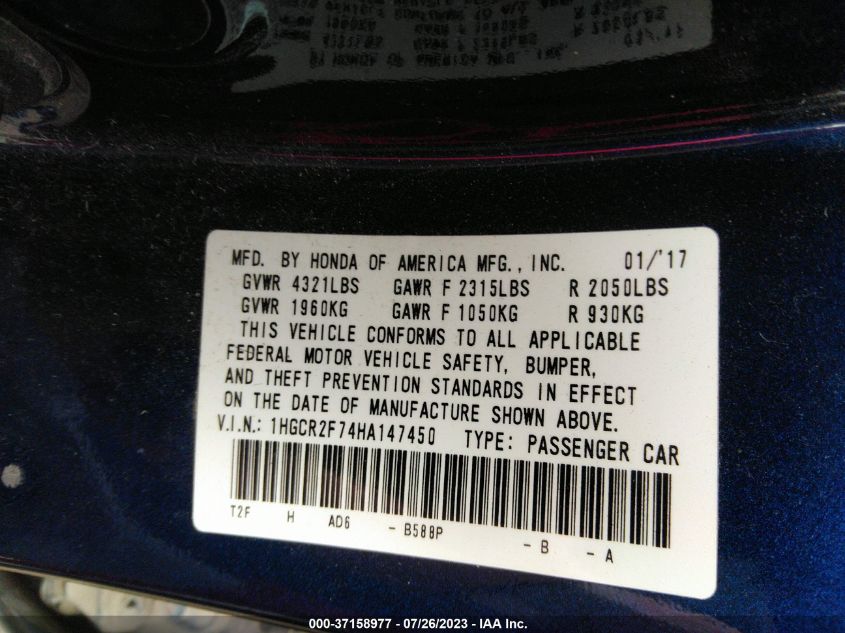 MFD. BY HONDA OF AMERICA MFG., INC. 01/'17
GVWR 4321LBS GAWR F 2315LBS R 2050LBS
GVWR 1960KG GAWR F 1050KG R 930KG
THIS VEHICLE CONFORMS TO ALL APPLICABLE
FEDERAL MOTOR VEHICLE SAFETY, BUMPER,
AND THEFT PREVENTION STANDARDS IN EFFECT
ON THE DATE OF MANUFACTURE SHOWN ABOVE.
V.I.N.: 1HGCR2F74HA147450 TYPE: PASSENGER CAR
T2F H AD6 - B588P - B - A
000-37158977 / 07/26/2023 - IAA Inc.